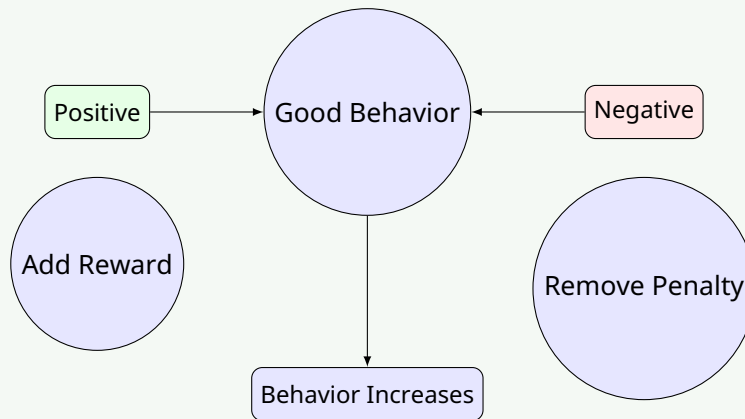 Positive
Good Behavior
Negative
Add Reward
Remove Penalty
Behavior Increases